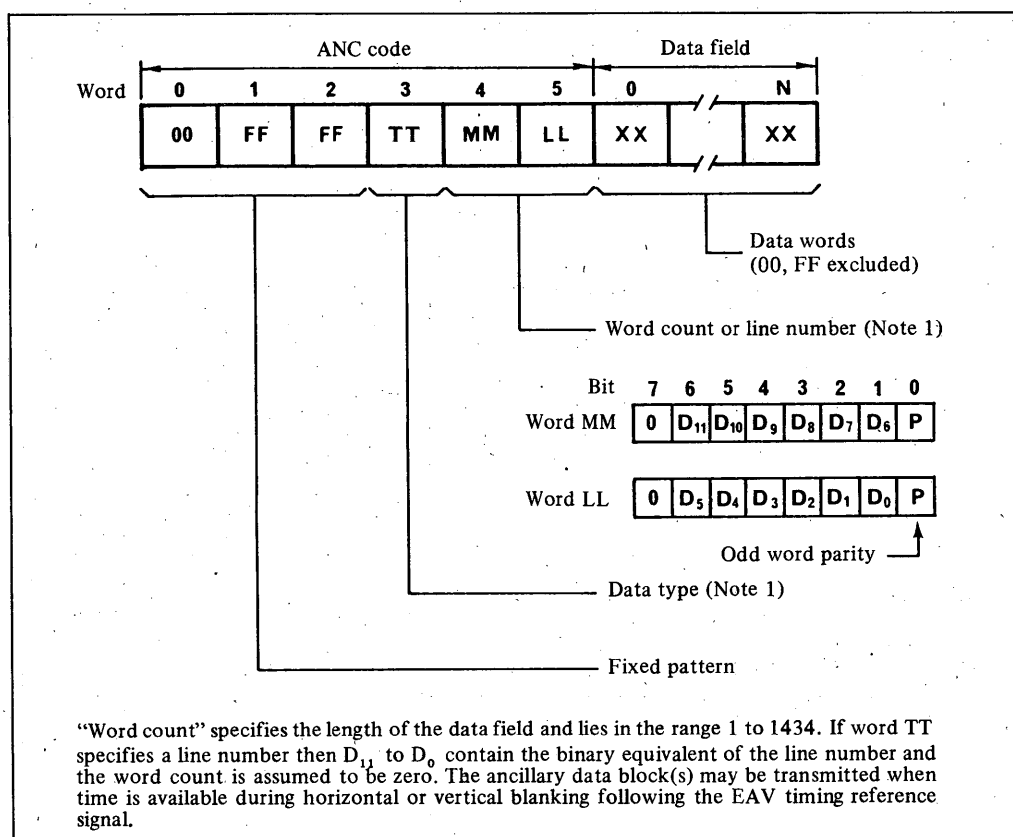 ANC code Data field
Word 0 1 2 3 4 5 0 N
00 FF FF TT MM LL XX XX
Data words
(00, FF excluded)
Word count or line number (Note 1)
Bit 7 6 5 4 3 2 1 0
Word MM 0 D₁₁ D₁₀ D₉ D₈ D₇ D₆ P
Word LL 0 D₅ D₄ D₃ D₂ D₁ D₀ P
Odd word parity
Data type (Note 1)
Fixed pattern
“Word count” specifies the length of the data field and lies in the range 1 to 1434. If word TT
specifies a line number then D₁₁ to D₀ contain the binary equivalent of the line number and
the word count is assumed to be zero. The ancillary data block(s) may be transmitted when
time is available during horizontal or vertical blanking following the EAV timing reference
signal.